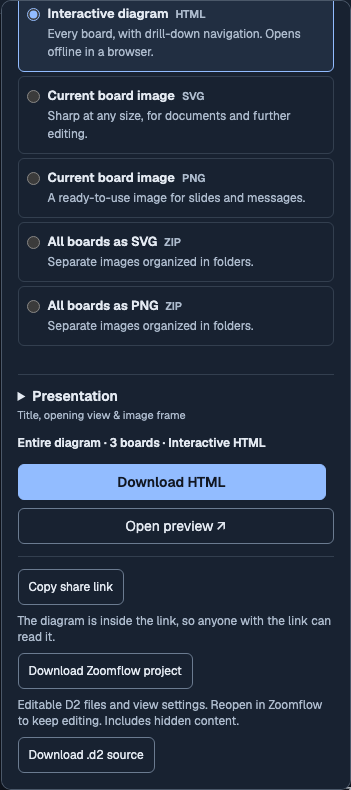 Interactive diagram HTML
Every board, with drill-down navigation. Opens
offline in a browser.
Current board image SVG
Sharp at any size, for documents and further
editing.
Current board image PNG
A ready-to-use image for slides and messages.
All boards as SVG ZIP
Separate images organized in folders.
All boards as PNG ZIP
Separate images organized in folders.
Presentation
Title, opening view & image frame
Entire diagram · 3 boards · Interactive HTML
Download HTML
Open preview ↗
Copy share link
The diagram is inside the link, so anyone with the link can
read it.
Download Zoomflow project
Editable D2 files and view settings. Reopen in Zoomflow
to keep editing. Includes hidden content.
Download .d2 source